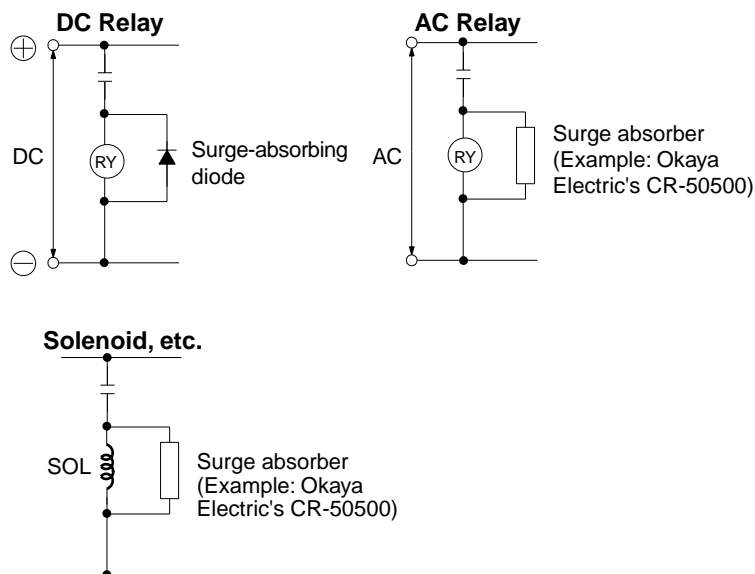 DC Relay
+
DC
RY
Surge-absorbing
diode
−
AC Relay
AC
RY
Surge absorber
(Example: Okaya
Electric's CR-50500)
Solenoid, etc.
SOL
Surge absorber
(Example: Okaya
Electric's CR-50500)